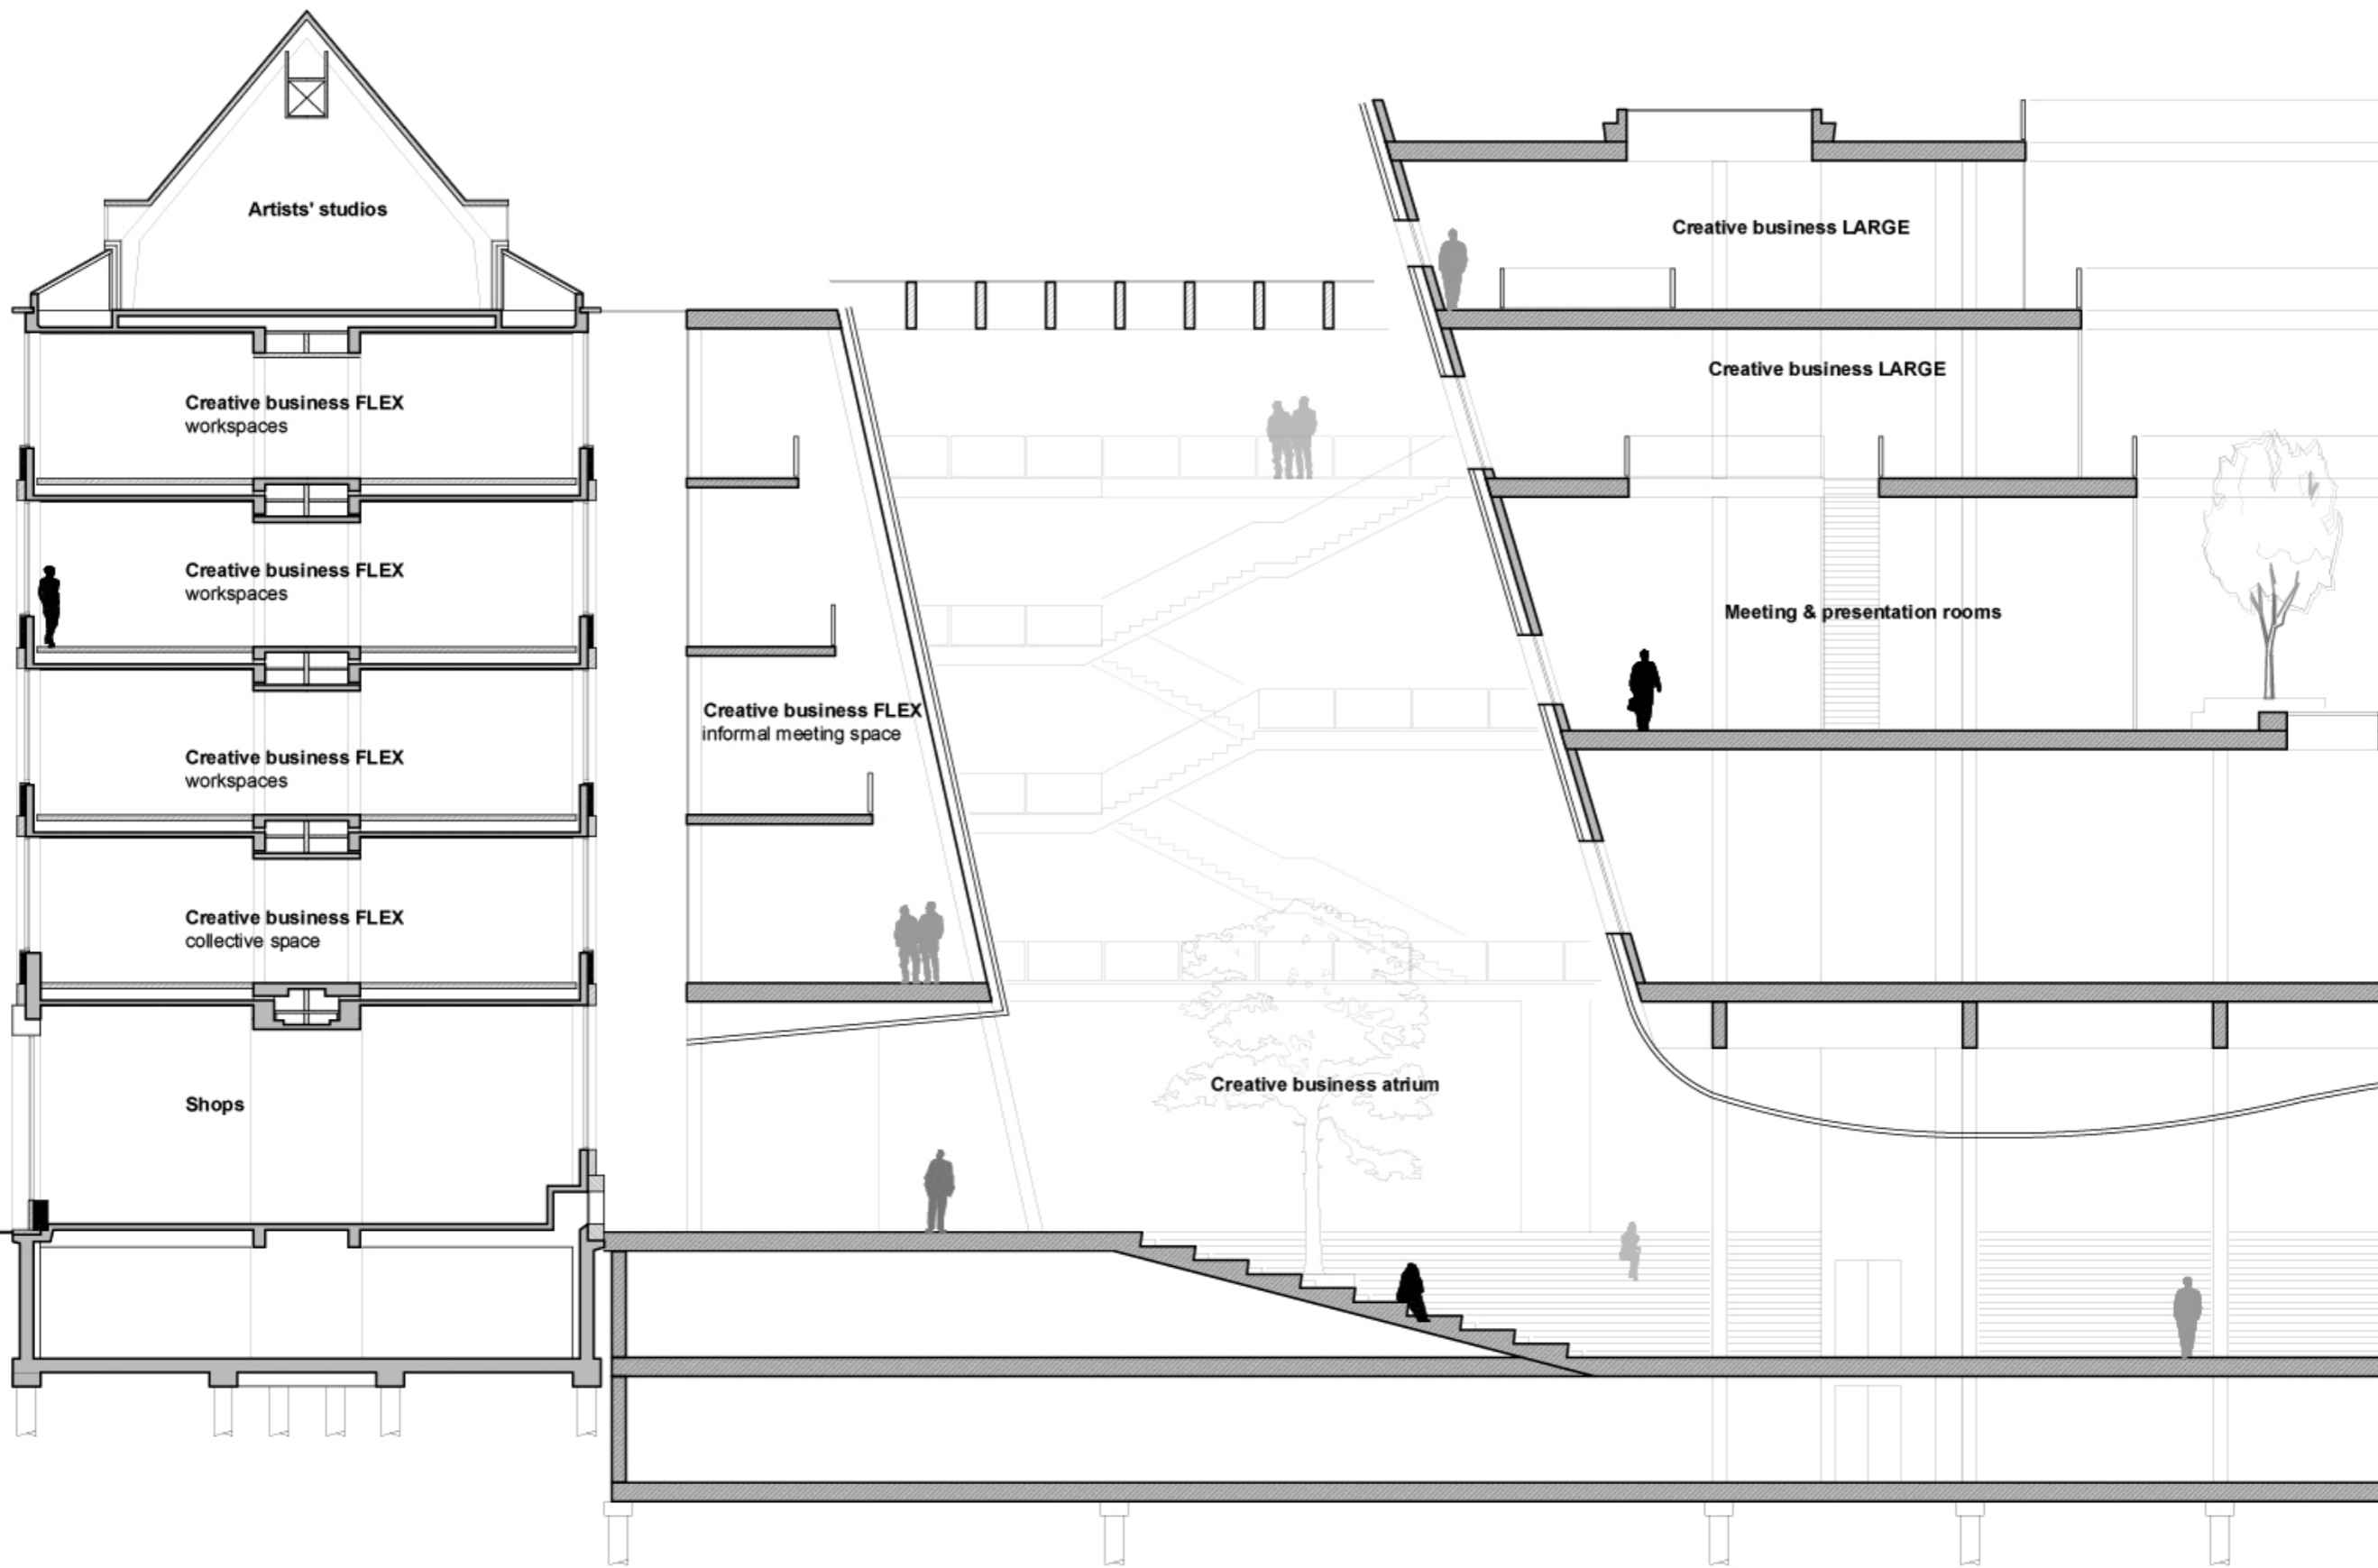 Artists' studios
Creative business FLEX
workspaces
Creative business FLEX
workspaces
Creative business FLEX
workspaces
Creative business FLEX
collective space
Shops
Creative business FLEX
informal meeting space
Creative business atrium
Creative business LARGE
Creative business LARGE
Meeting & presentation rooms